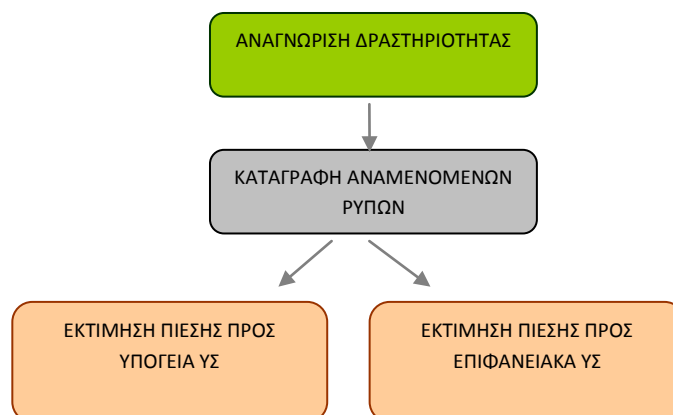 ΑΝΑΓΝΩΡΙΣΗ ΔΡΑΣΤΗΡΙΟΤΗΤΑΣ
ΚΑΤΑΓΡΑΦΗ ΑΝΑΜΕΝΟΜΕΝΩΝ
ΡΥΠΩΝ
ΕΚΤΙΜΗΣΗ ΠΙΕΣΗΣ ΠΡΟΣ
ΥΠΟΓΕΙΑ ΥΣ
ΕΚΤΙΜΗΣΗ ΠΙΕΣΗΣ ΠΡΟΣ
ΕΠΙΦΑΝΕΙΑΚΑ ΥΣ